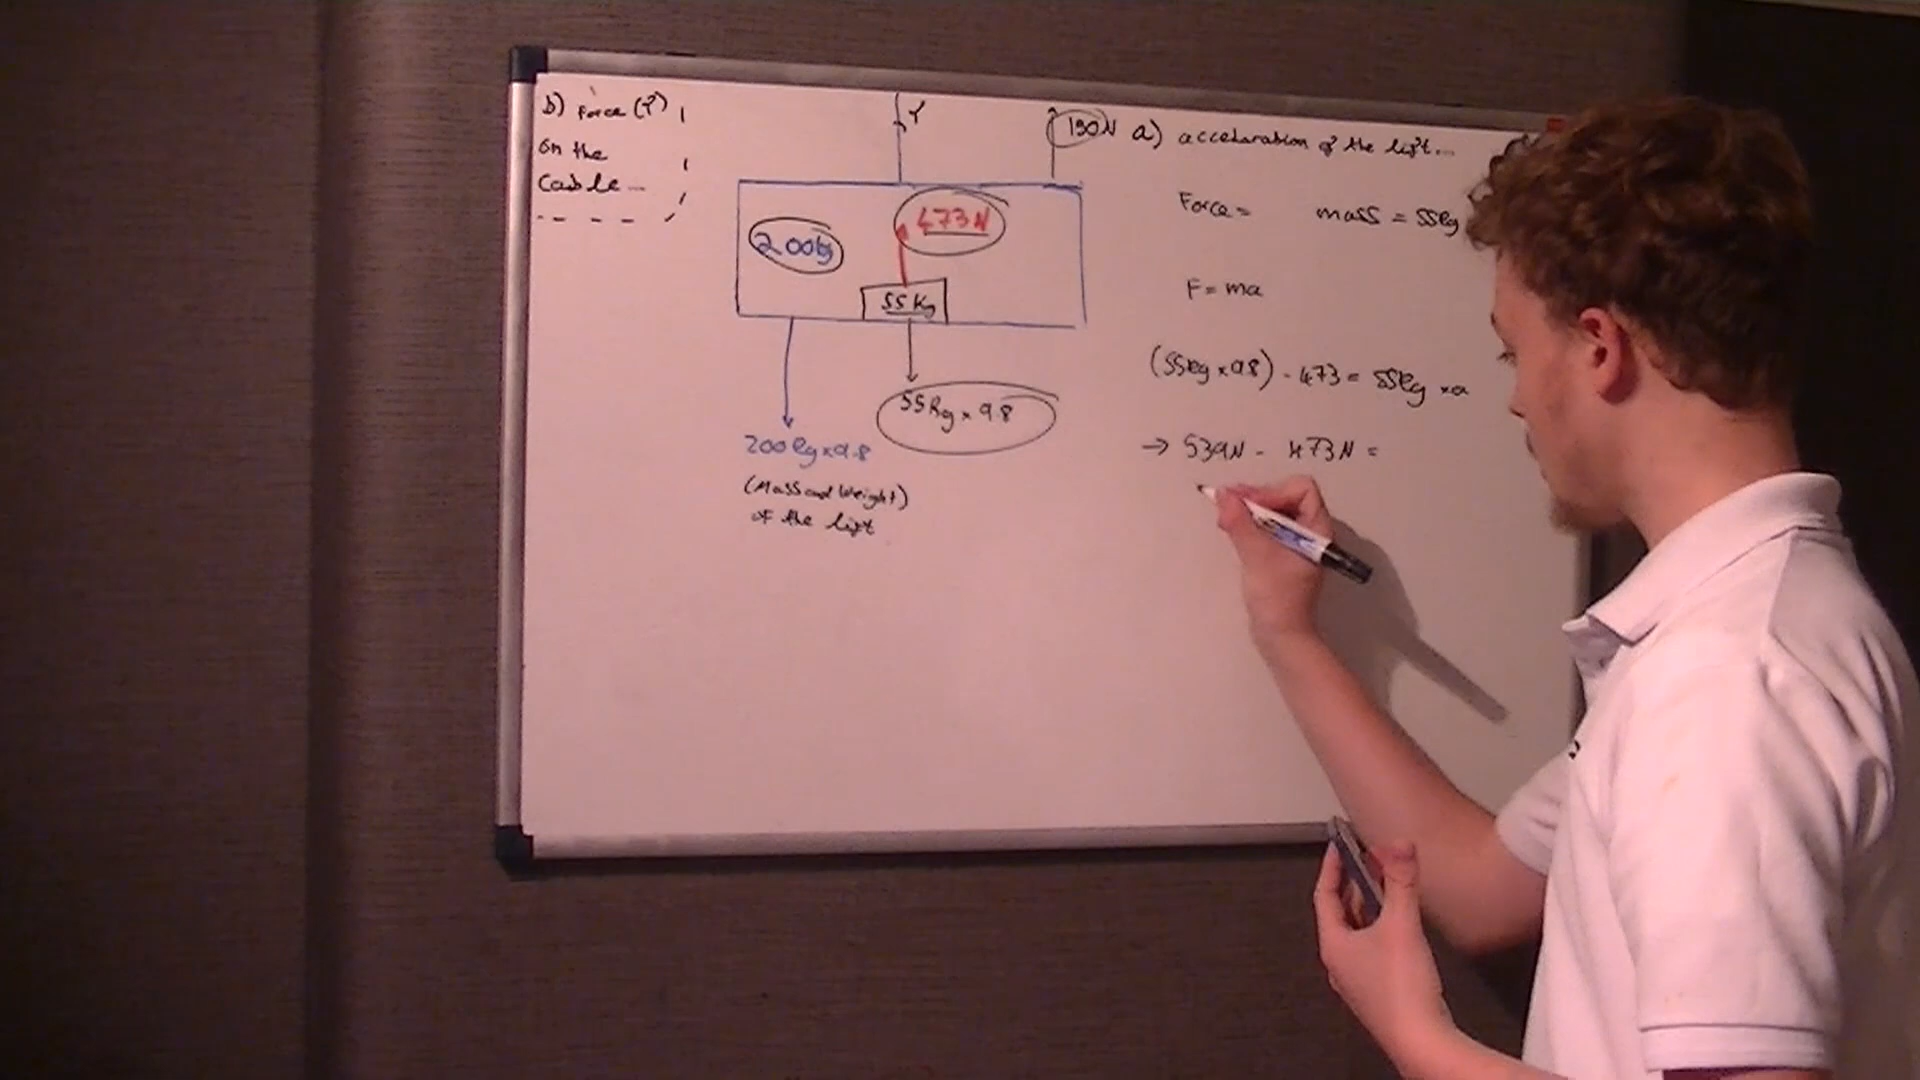 b) Force (T)
on the
Cable...
T
150N
a) acceleration of the lift...
200kg
473N
55Kg
Force = mass = 55kg
F = ma
(55kg x 9.8) - 473 = 55kg x a
55kg x 9.8
→ 539N - 473N =
200kg x 9.8
(Mass and Weight)
of the lift